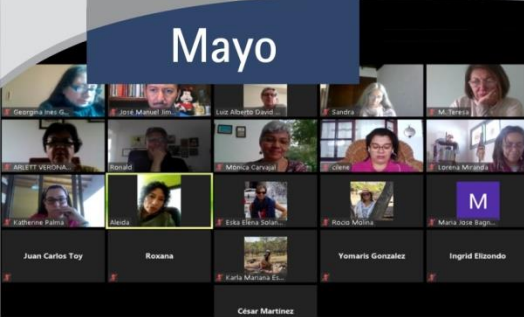 Mayo
Georgina Ines G...
José Manuel Jim...
Luiz Alberto David ...
Sandra
M. Teresa
ARLETT VERONA...
Ronald
Mónica Carvajal
cilene
Lorena Miranda
Katherine Palma
Aleida
Eska Elena Solan...
Rocio Molina
M
Maria Jose Bagn...
Juan Carlos Toy
Roxana
Karla Mariana Es...
Yomaris Gonzalez
Ingrid Elizondo
César Martínez